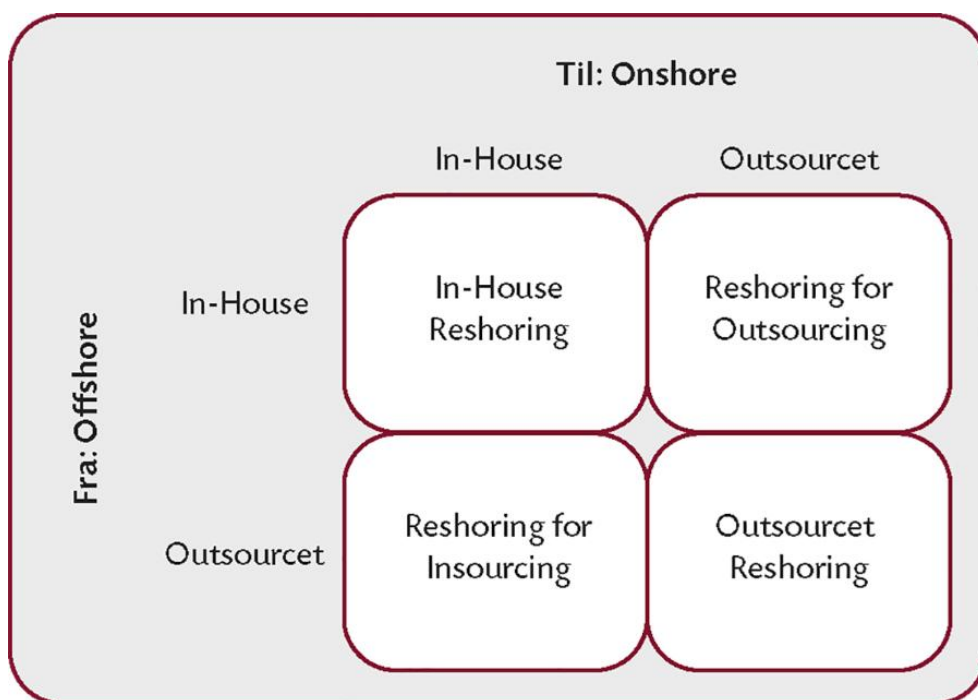 Til: Onshore
In-House
Outsourcet
Fra: Offshore
In-House
In-House
Reshoring
Reshoring for
Outsourcing
Outsourcet
Reshoring for
Insourcing
Outsourcet
Reshoring